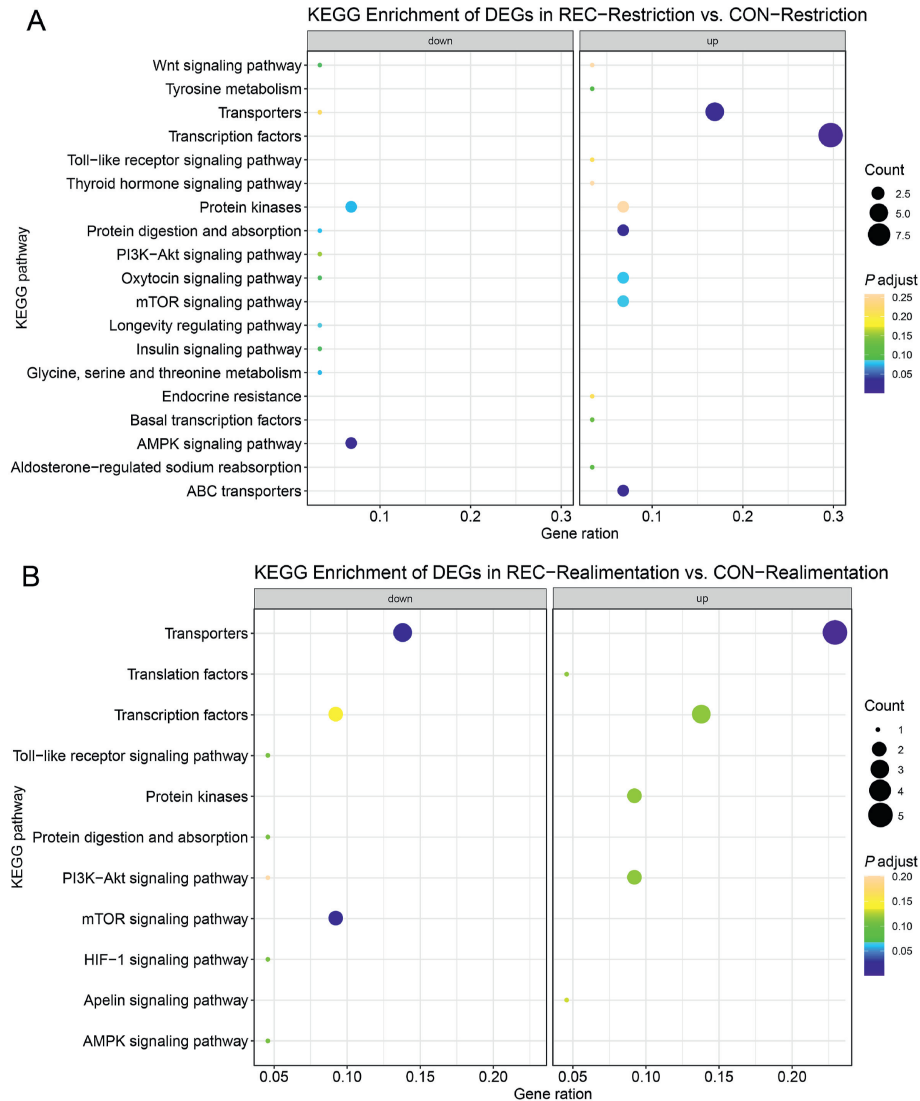 A
KEGG Enrichment of DEGs in REC−Restriction vs. CON−Restriction
down
up
KEGG pathway
Wnt signaling pathway
Tyrosine metabolism
Transporters
Transcription factors
Toll−like receptor signaling pathway
Thyroid hormone signaling pathway
Protein kinases
Protein digestion and absorption
PI3K−Akt signaling pathway
Oxytocin signaling pathway
mTOR signaling pathway
Longevity regulating pathway
Insulin signaling pathway
Glycine, serine and threonine metabolism
Endocrine resistance
Basal transcription factors
AMPK signaling pathway
Aldosterone−regulated sodium reabsorption
ABC transporters
0.1 0.2 0.3 0.1 0.2 0.3
Gene ration
Count
2.5
5.0
7.5
P adjust
0.25
0.20
0.15
0.10
0.05
B
KEGG Enrichment of DEGs in REC−Realimentation vs. CON−Realimentation
down
up
KEGG pathway
Transporters
Translation factors
Transcription factors
Toll−like receptor signaling pathway
Protein kinases
Protein digestion and absorption
PI3K−Akt signaling pathway
mTOR signaling pathway
HIF−1 signaling pathway
Apelin signaling pathway
AMPK signaling pathway
0.05 0.10 0.15 0.20 0.05 0.10 0.15 0.20
Gene ration
Count
1
2
3
4
5
P adjust
0.20
0.15
0.10
0.05